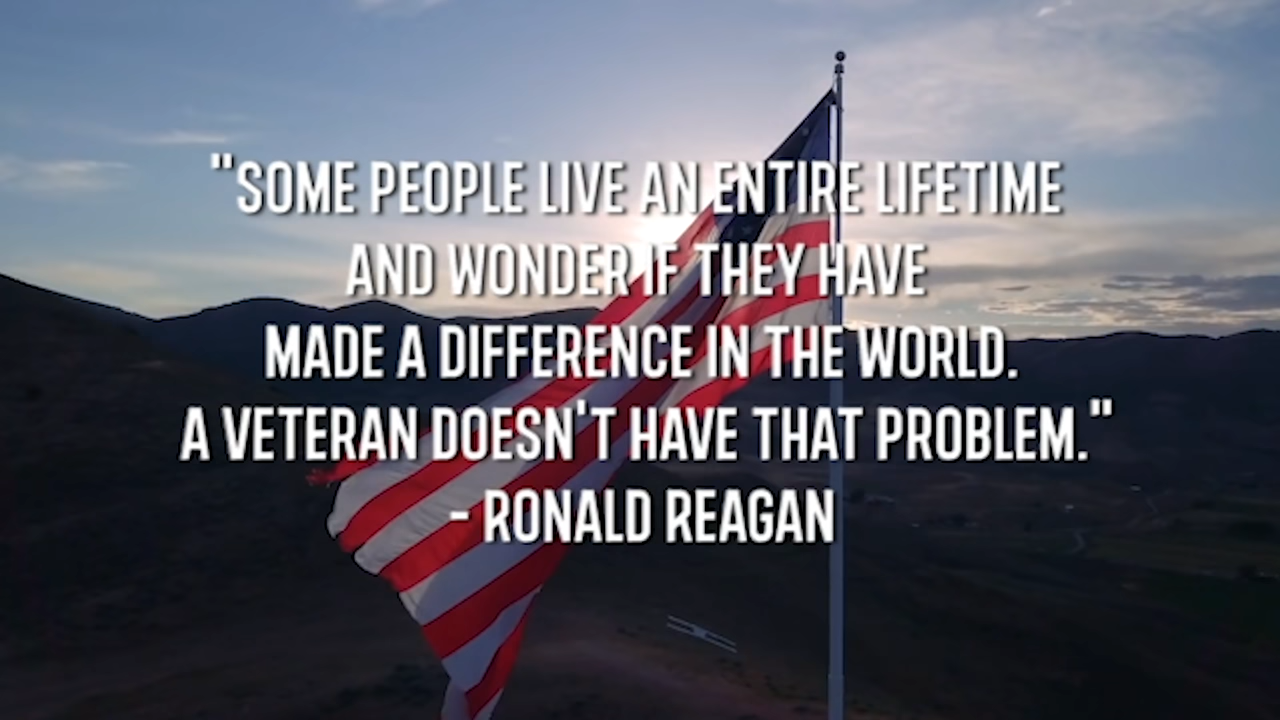 "SOME PEOPLE LIVE AN ENTIRE LIFETIME
AND WONDER IF THEY HAVE
MADE A DIFFERENCE IN THE WORLD.
A VETERAN DOESN'T HAVE THAT PROBLEM."
- RONALD REAGAN